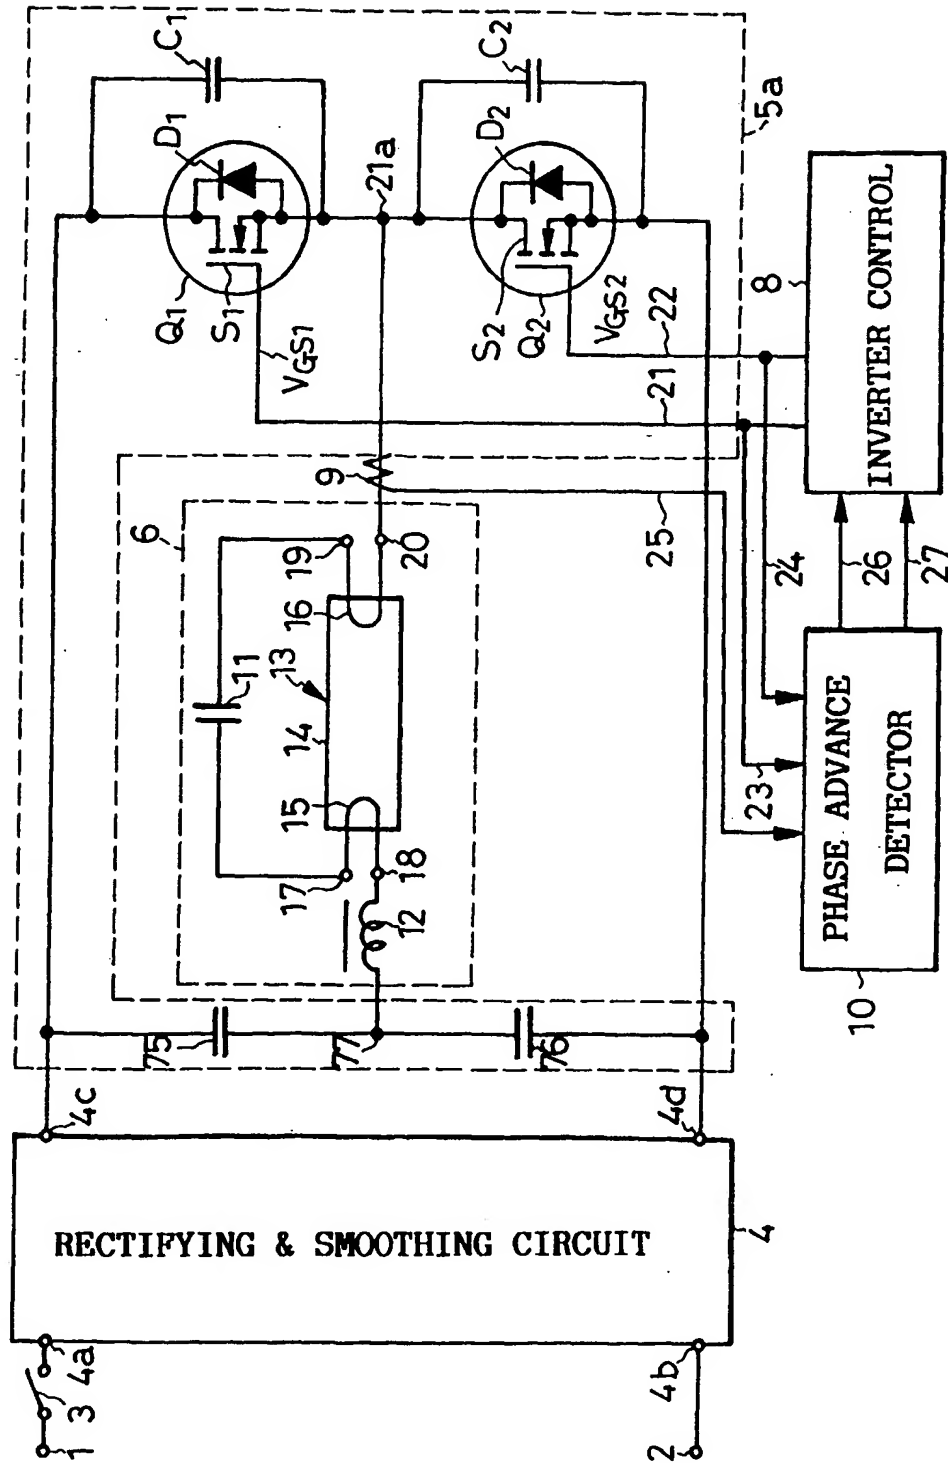 C1
D1
Q1
S1
VGS1
21a
C2
D2
S2
Q2
VGS2
5a
22
21
8
INVERTER CONTROL
9
6
25
24
26
27
19
20
16
11
13
14
15
17
18
12
23
PHASE ADVANCE
DETECTOR
10
75
77
76
4c
4d
RECTIFYING & SMOOTHING CIRCUIT
4
4a
4b
3
1
2